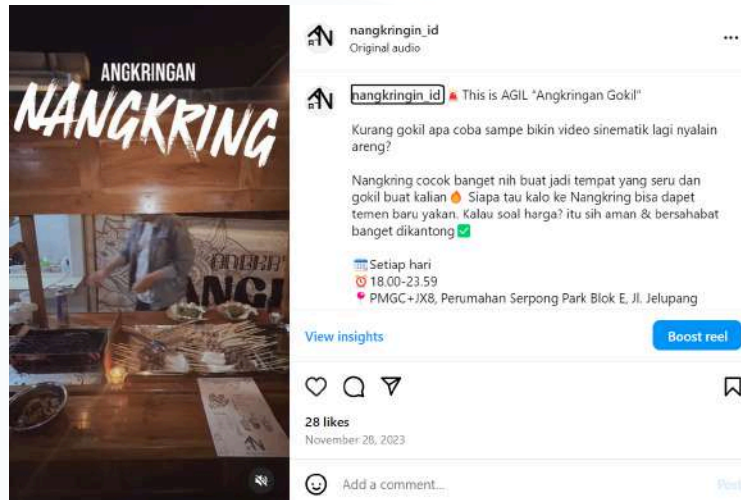 ANGKRINGAN
NANGKRING
nangkringin_id
Original audio
nangkringin_id 🚨 This is AGIL "Angkringan Gokil"
Kurang gokil apa coba sampe bikin video sinematik lagi nyalain
areng?
Nangkring cocok banget nih buat jadi tempat yang seru dan
gokil buat kalian 🔥 Siapa tau kalo ke Nangkring bisa dapet
temen baru yakan. Kalau soal harga? itu sih aman & bersahabat
banget dikantong ✅
🗓️ Setiap hari
⏰ 18.00-23.59
📍 PMGC+JX8, Perumahan Serpong Park Blok E, Jl. Jelupang
View insights
Boost reel
28 likes
November 28, 2023
Add a comment...
Post